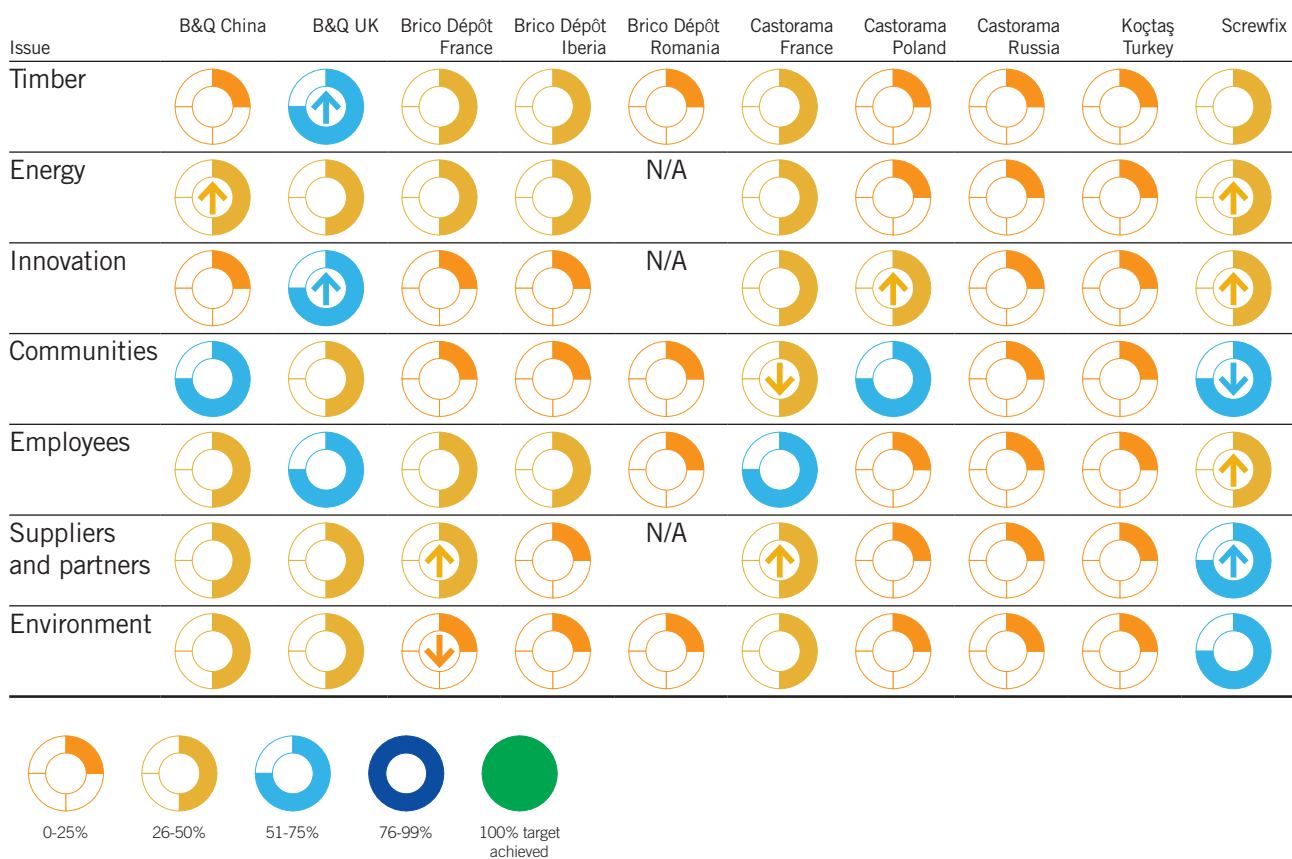 B&Q China B&Q UK Brico Dépôt Brico Dépôt Brico Dépôt Castorama Castorama Castorama Koçtaş Screwfix
Issue France Iberia Romania France Poland Russia Turkey
Timber
Energy N/A
Innovation N/A
Communities
Employees
Suppliers N/A
and partners
Environment
0-25% 26-50% 51-75% 76-99% 100% target
achieved